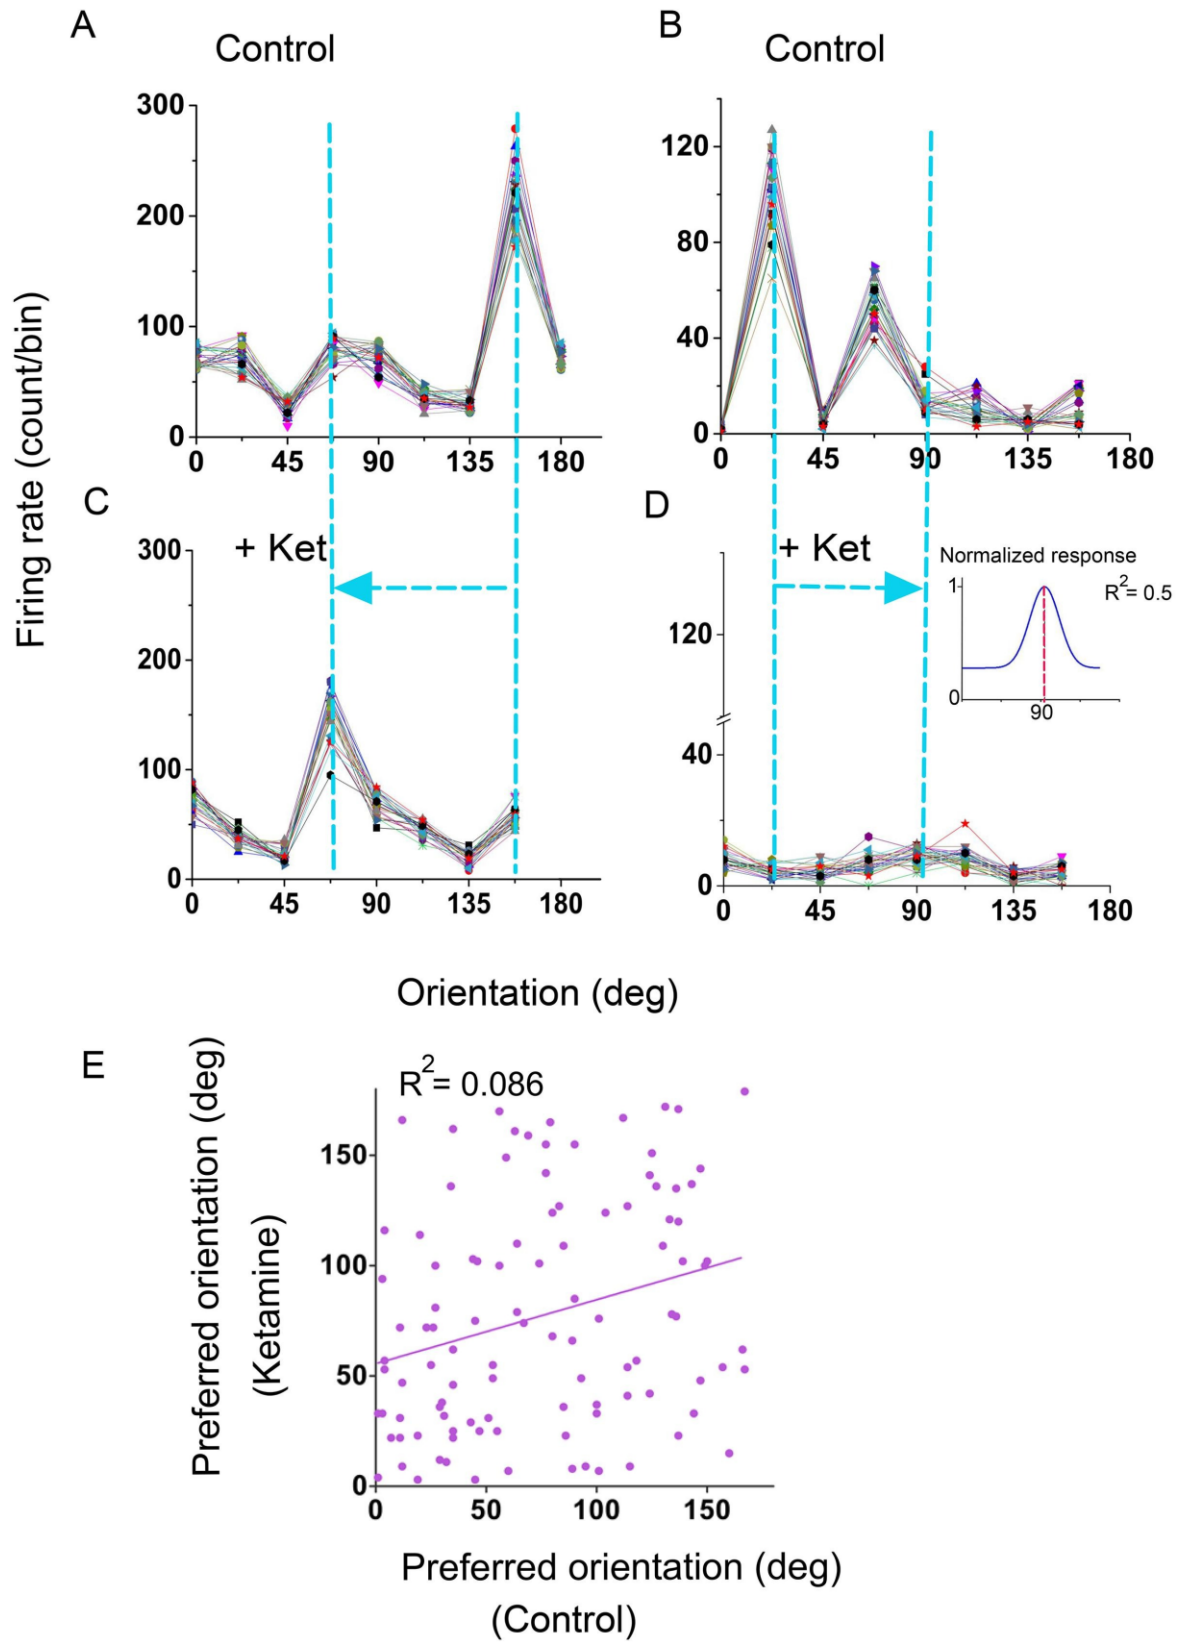 A
Control
B
Control
Firing rate (count/bin)
300
200
100
0
0 45 90 135 180
120
80
40
0
0 45 90 135 180
C
+ Ket
300
200
100
0
0 45 90 135 180
D
+ Ket
120
40
0
0 45 90 135 180
Normalized response
R2= 0.5
1
0
90
Orientation (deg)
E
R2= 0.086
Preferred orientation (deg)
(Ketamine)
150
100
50
0
0 50 100 150
Preferred orientation (deg)
(Control)